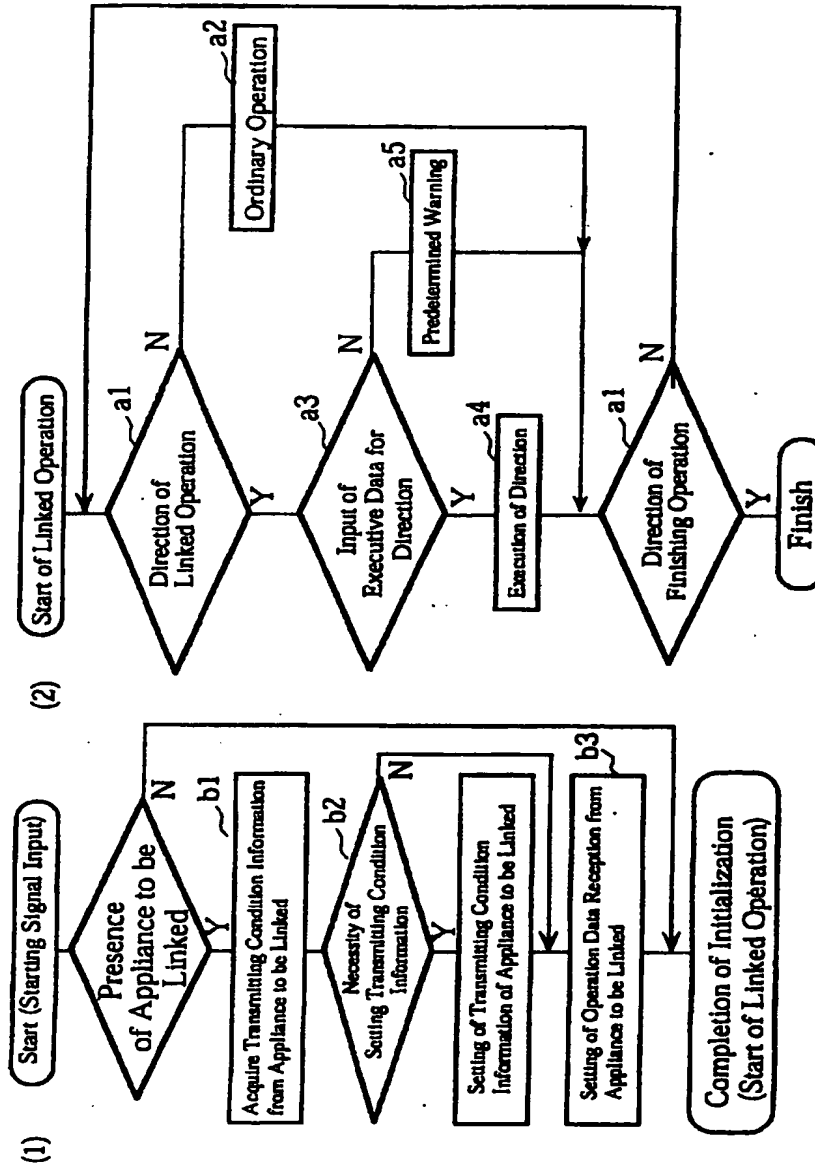 (1)
Start (Starting Signal Input)
Presence
of Appliance to be
Linked
N
Y
b1
Acquire Transmitting Condition Information
from Appliance to be Linked
b2
Necessity of
Setting Transmitting Condition
Information
N
Y
Setting of Transmitting Condition
Information of Appliance to be Linked
b3
Setting of Operation Data Reception from
Appliance to be Linked
Completion of Initialization
(Start of Linked Operation)
(2)
Start of Linked Operation
a1
Direction of
Linked Operation
N
Y
a2
Ordinary Operation
a3
Input of
Executive Data for
Direction
N
Y
a5
Predetermined Warning
a4
Execution of Direction
a1
Direction of
Finishing Operation
N
Y
Finish